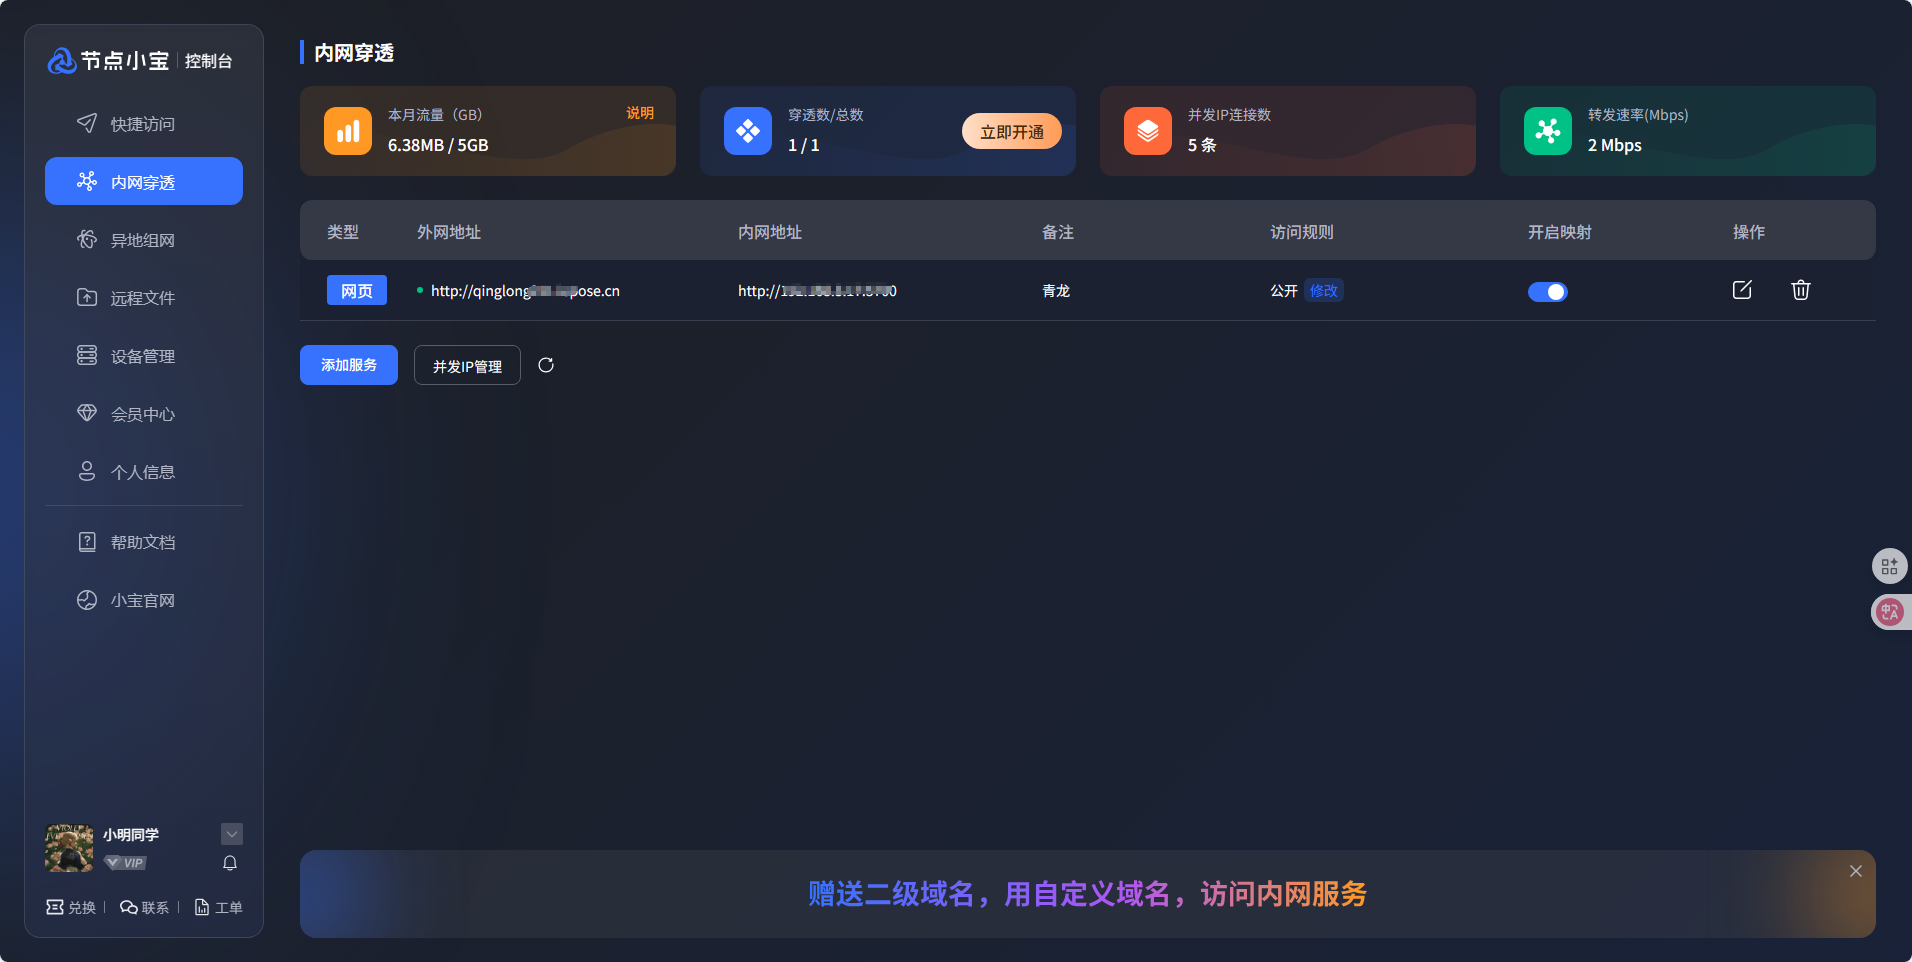 节点小宝 控制台
快捷访问
内网穿透
异地组网
远程文件
设备管理
会员中心
个人信息
帮助文档
小宝官网
小明同学
VIP
兑换 联系 工单
内网穿透
本月流量（GB） 说明
6.38MB / 5GB
穿透数/总数
1 / 1
立即开通
并发IP连接数
5 条
转发速率(Mbps)
2 Mbps
类型 外网地址 内网地址 备注 访问规则 开启映射 操作
网页 http://qinglong pose.cn http:// 青龙 公开 修改
添加服务 并发IP管理
赠送二级域名，用自定义域名，访问内网服务